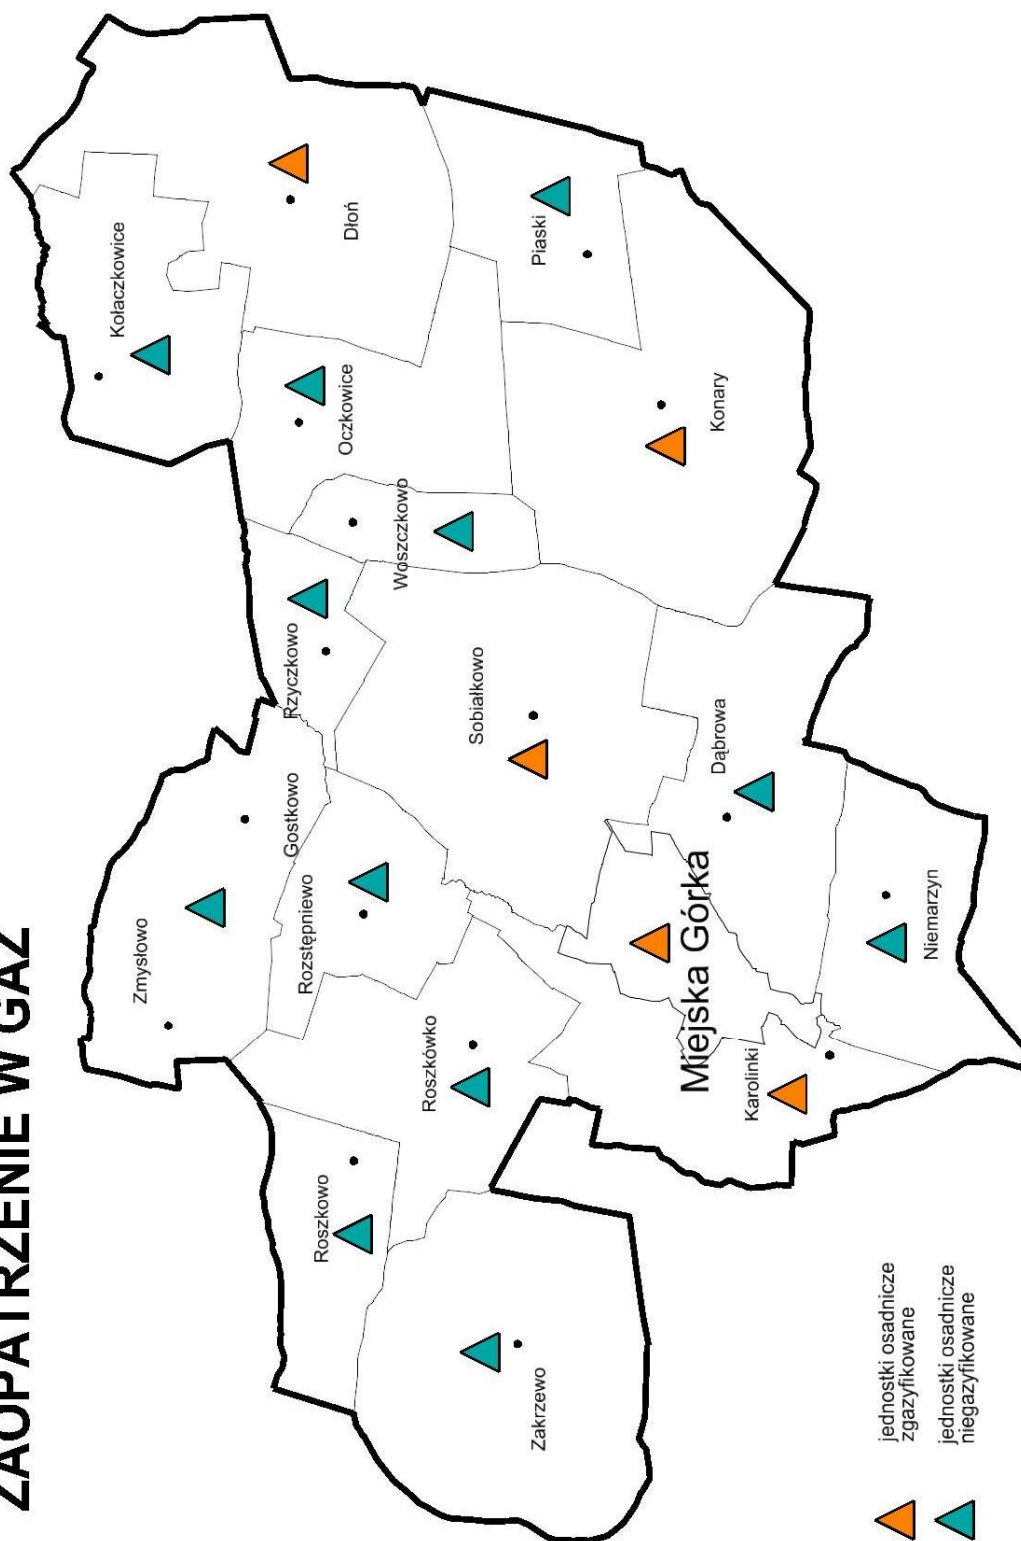 ZAOPATRZENIE W GAZ
Kołaczkowice
Dłoń
Piaski
Oczkowice
Konary
Woszczkowo
Rzyczkowo
Sobiałkowo
Dąbrowa
Gostkowo
Zmysłowo
Rozstępniewo
Miejska Górka
Niemarzyn
Roszkówko
Karolinki
Roszkowo
Zakrzewo
jednostki osadnicze
zgazyfikowane
jednostki osadnicze
niegazyfikowane